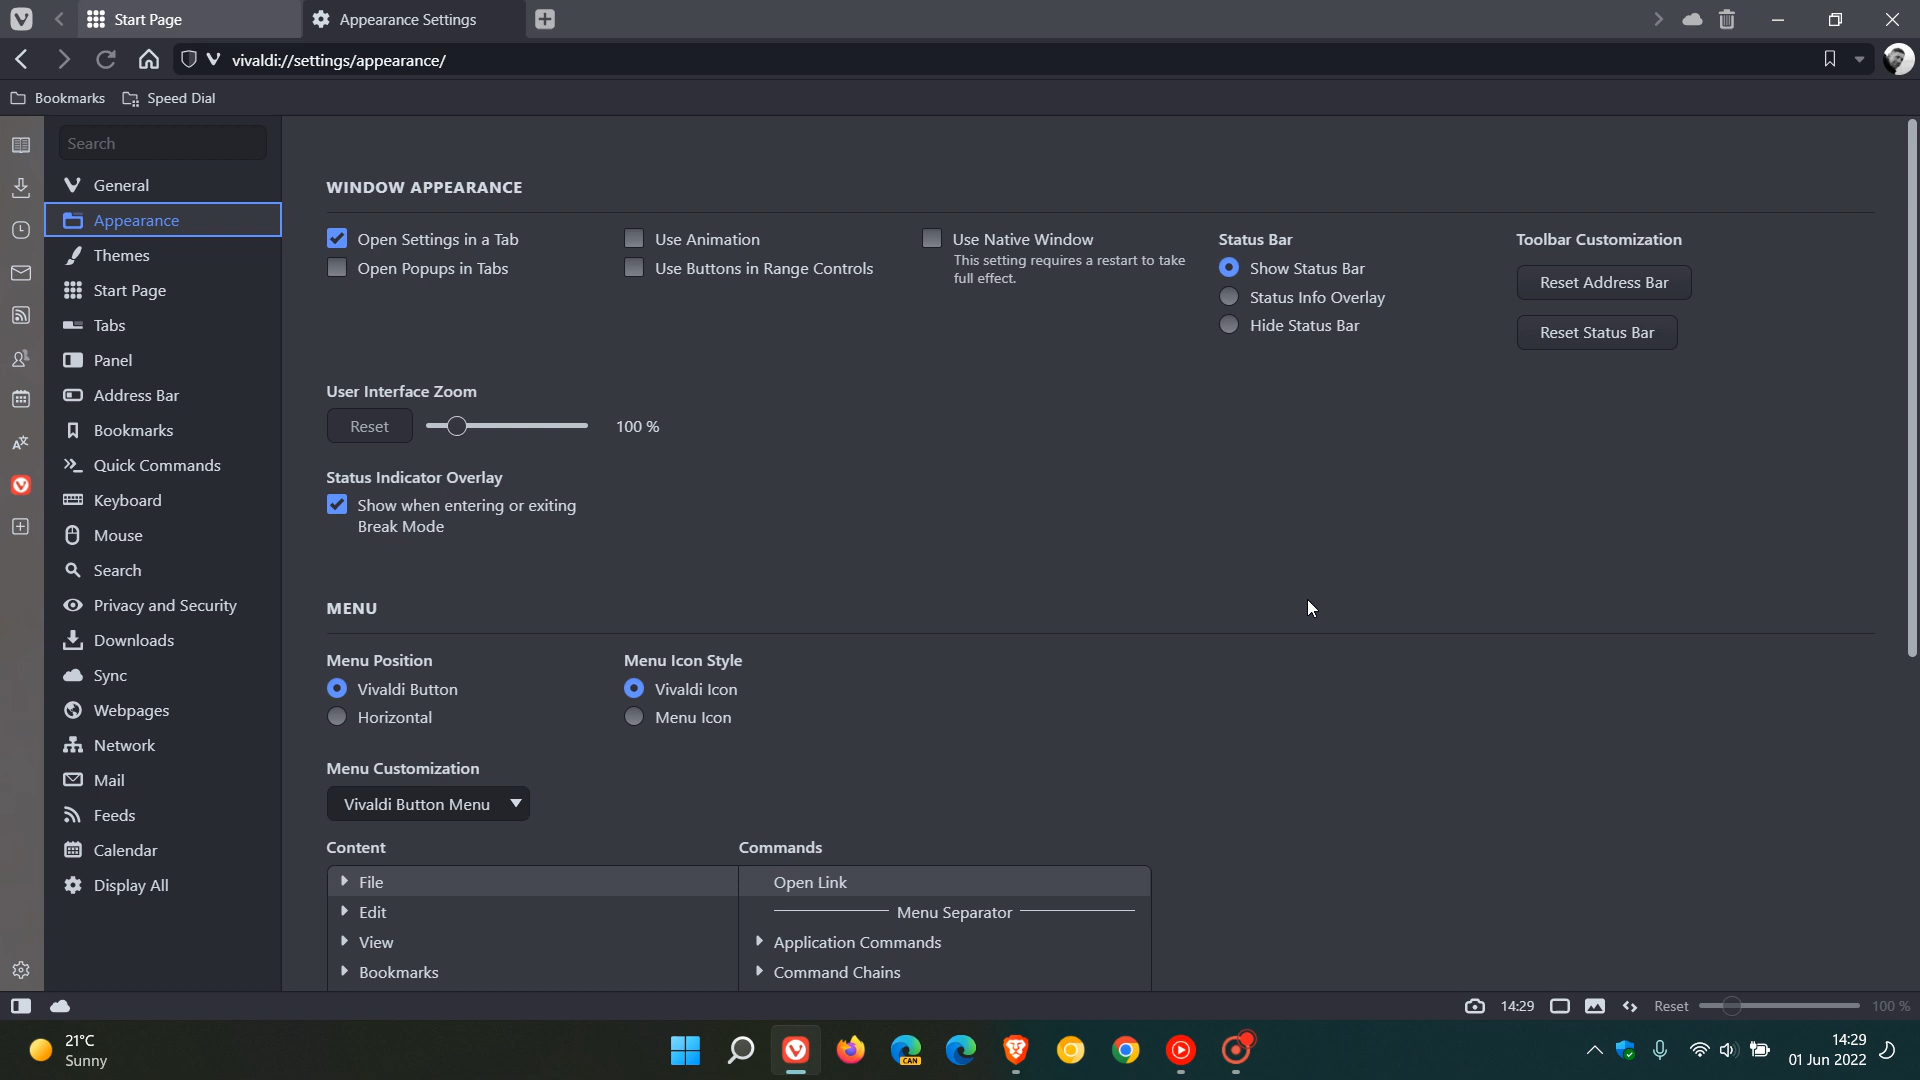 Start Page
Appearance Settings
vivaldi://settings/appearance/
Bookmarks
Speed Dial
Search
General
Appearance
Themes
Start Page
Tabs
Panel
Address Bar
Bookmarks
Quick Commands
Keyboard
Mouse
Search
Privacy and Security
Downloads
Sync
Webpages
Network
Mail
Feeds
Calendar
Display All
WINDOW APPEARANCE
Open Settings in a Tab
Open Popups in Tabs
Use Animation
Use Buttons in Range Controls
Use Native Window
This setting requires a restart to take
full effect.
Status Bar
Show Status Bar
Status Info Overlay
Hide Status Bar
Toolbar Customization
Reset Address Bar
Reset Status Bar
User Interface Zoom
Reset
100 %
Status Indicator Overlay
Show when entering or exiting
Break Mode
MENU
Menu Position
Vivaldi Button
Horizontal
Menu Icon Style
Vivaldi Icon
Menu Icon
Menu Customization
Vivaldi Button Menu
Content
File
Edit
View
Bookmarks
Commands
Open Link
Menu Separator
Application Commands
Command Chains
14:29
Reset
100 %
21°C
Sunny
CAN
14:29
01 Jun 2022